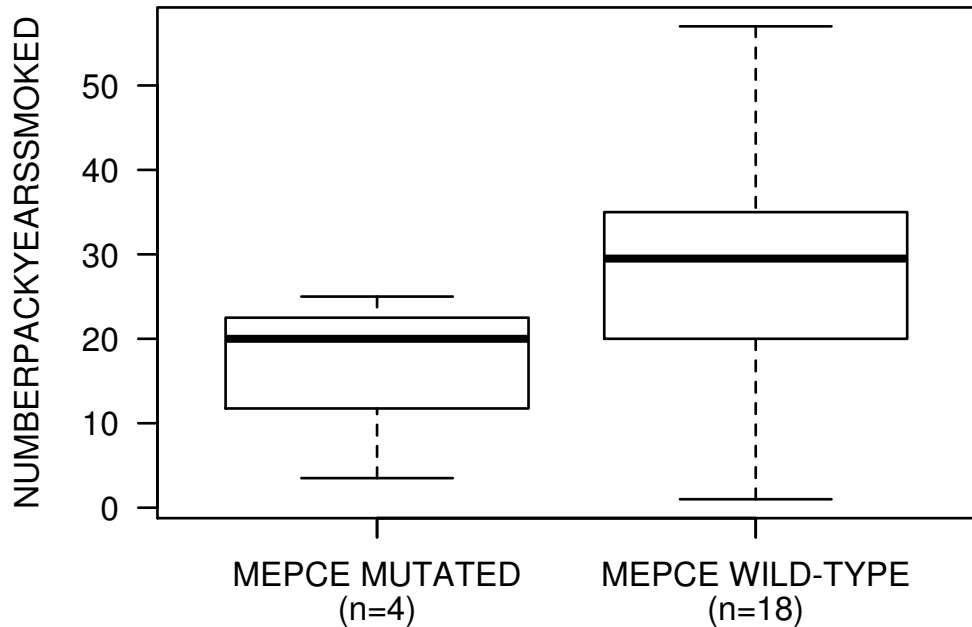 NUMBERPACKYEARSSMOKED
50
40
30
20
10
0
MEPCE MUTATED
(n=4)
MEPCE WILD-TYPE
(n=18)